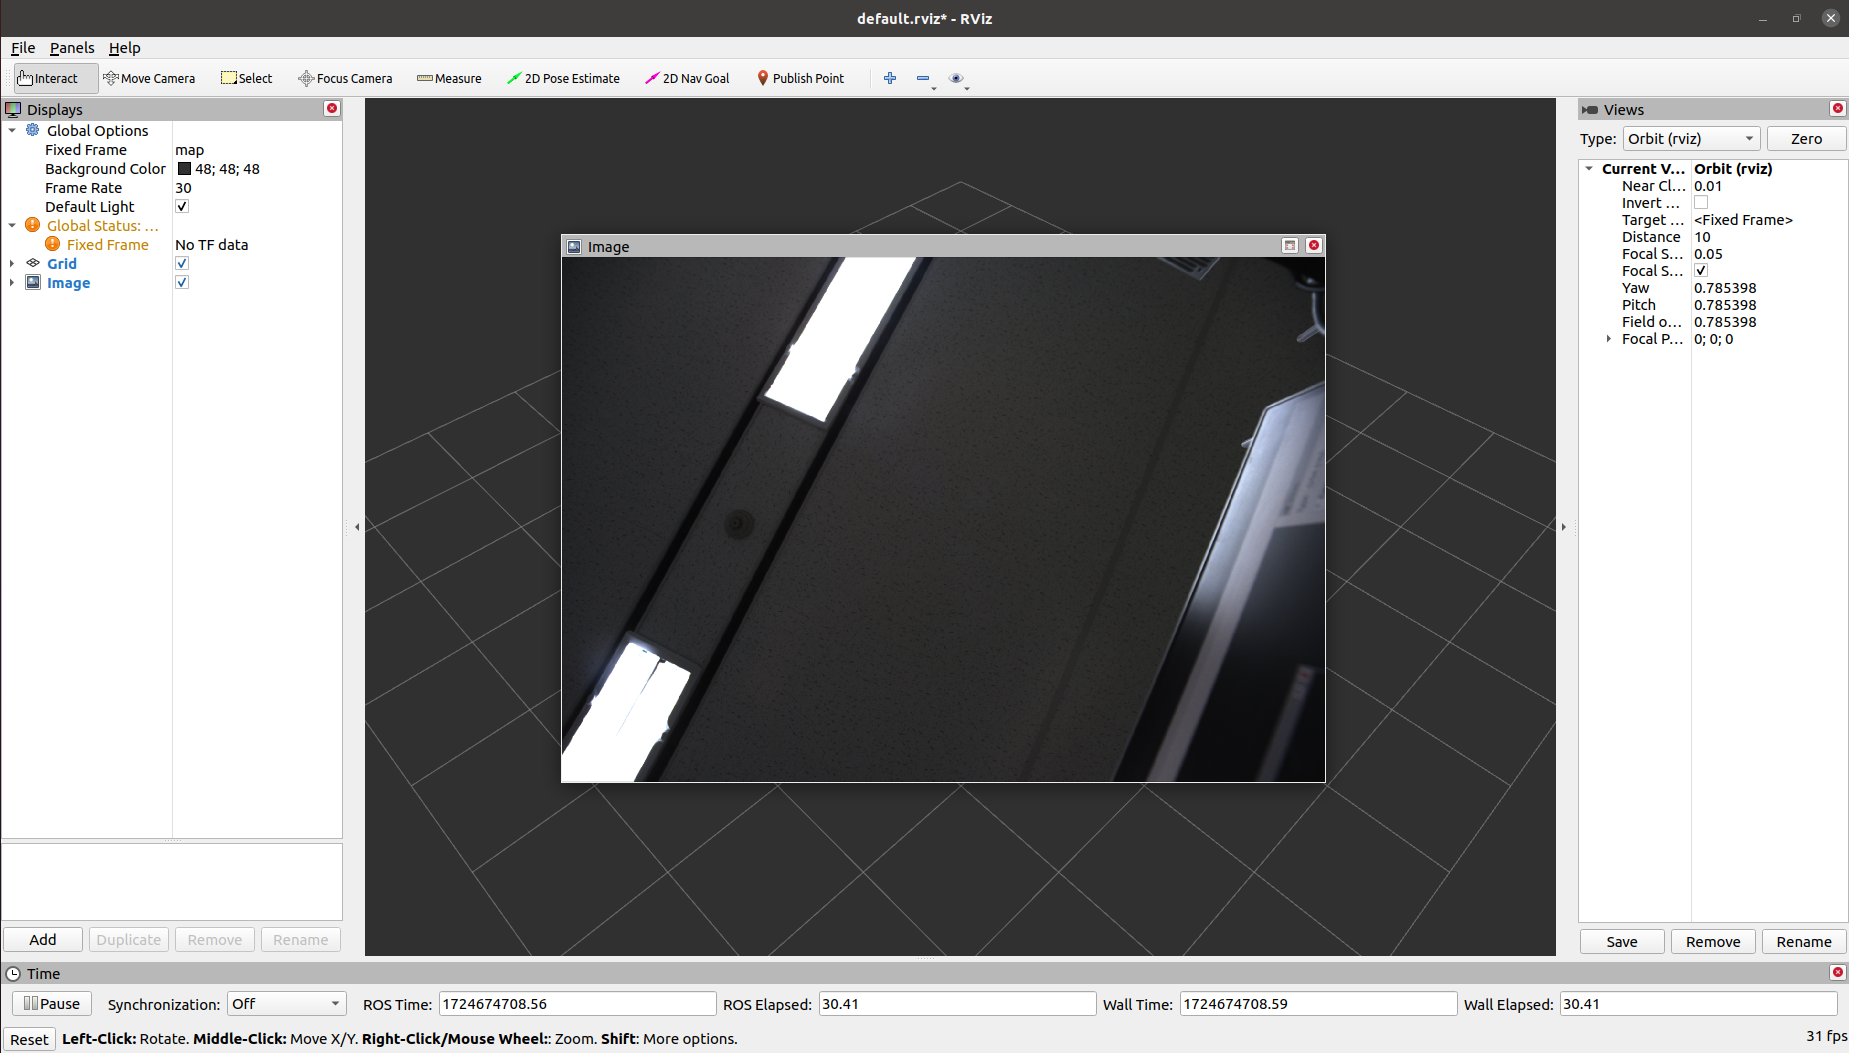 default.rviz* - RViz
File Panels Help
Interact Move Camera Select Focus Camera Measure 2D Pose Estimate 2D Nav Goal Publish Point
Displays
Global Options
Fixed Frame map
Background Color 48; 48; 48
Frame Rate 30
Default Light
Global Status: ...
Fixed Frame No TF data
Grid
Image
Add Duplicate Remove Rename
Image
Views
Type: Orbit (rviz) Zero
Current V... Orbit (rviz)
Near Cl... 0.01
Invert ...
Target ... <Fixed Frame>
Distance 10
Focal S... 0.05
Focal S...
Yaw 0.785398
Pitch 0.785398
Field o... 0.785398
Focal P... 0; 0; 0
Save Remove Rename
Time
Pause Synchronization: Off ROS Time: 1724674708.56 ROS Elapsed: 30.41 Wall Time: 1724674708.59 Wall Elapsed: 30.41
Reset Left-Click: Rotate. Middle-Click: Move X/Y. Right-Click/Mouse Wheel:: Zoom. Shift: More options. 31 fps